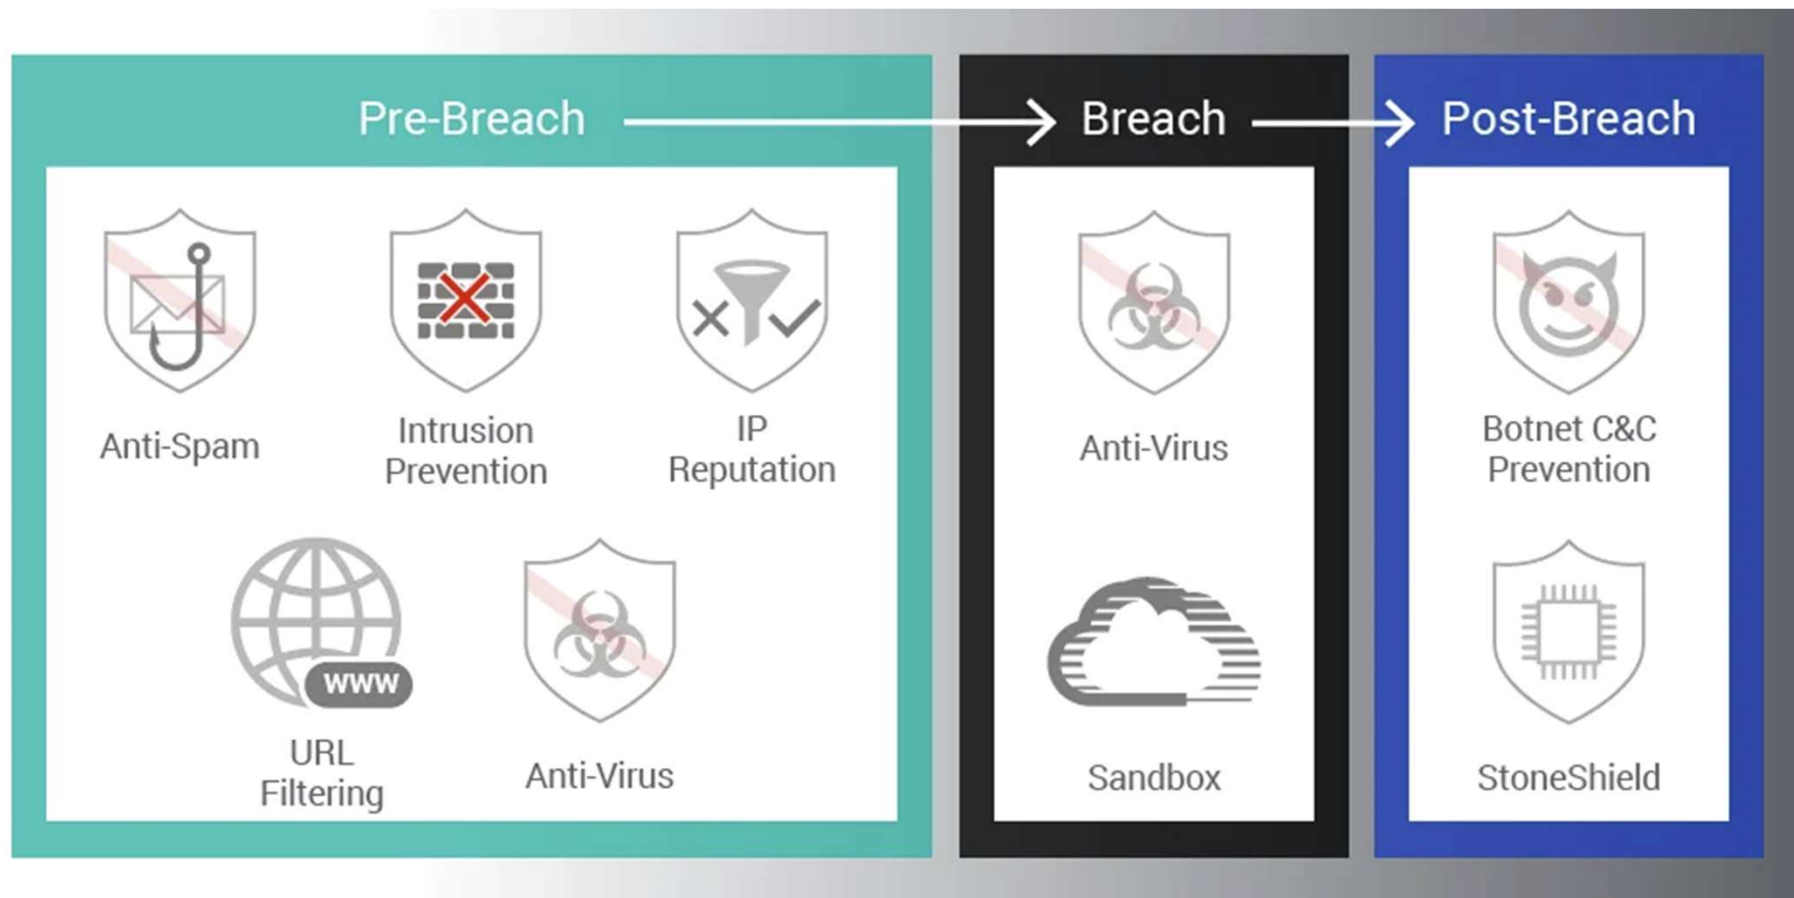 Pre-Breach
Anti-Spam
Intrusion
Prevention
IP
Reputation
www
URL
Filtering
Anti-Virus
Breach
Anti-Virus
Sandbox
Post-Breach
Botnet C&C
Prevention
StoneShield